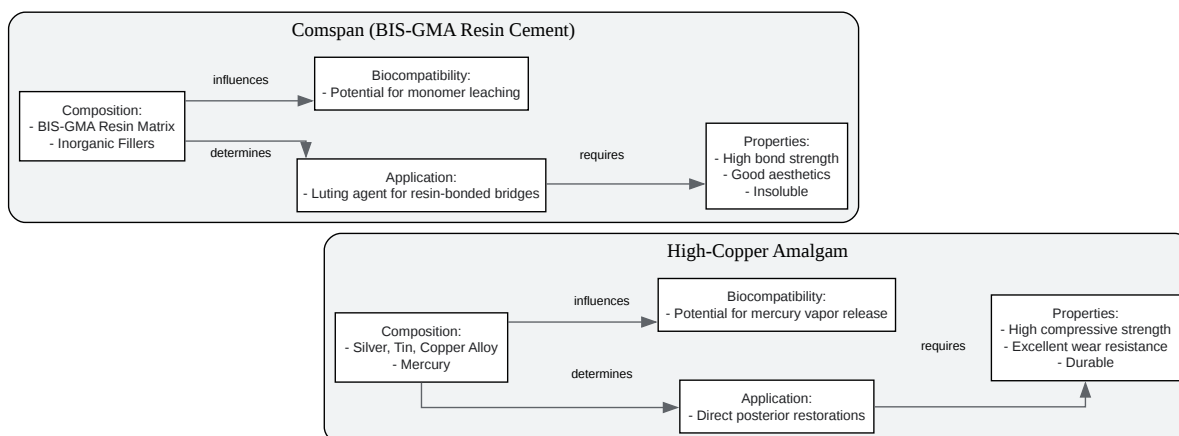 Comspan (BIS-GMA Resin Cement)
influences
Biocompatibility:
- Potential for monomer leaching
Composition:
- BIS-GMA Resin Matrix
- Inorganic Fillers
determines
Application:
- Luting agent for resin-bonded bridges
requires
Properties:
- High bond strength
- Good aesthetics
- Insoluble
High-Copper Amalgam
influences
Biocompatibility:
- Potential for mercury vapor release
Composition:
- Silver, Tin, Copper Alloy
- Mercury
determines
Application:
- Direct posterior restorations
requires
Properties:
- High compressive strength
- Excellent wear resistance
- Durable